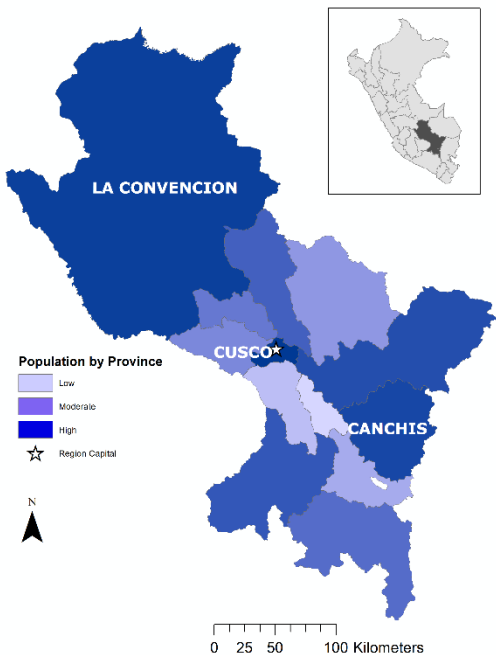 LA CONVENCION
CUSCO
Population by Province
Low
Moderate
High
Region Capital
CANCHIS
N
0 25 50 100 Kilometers